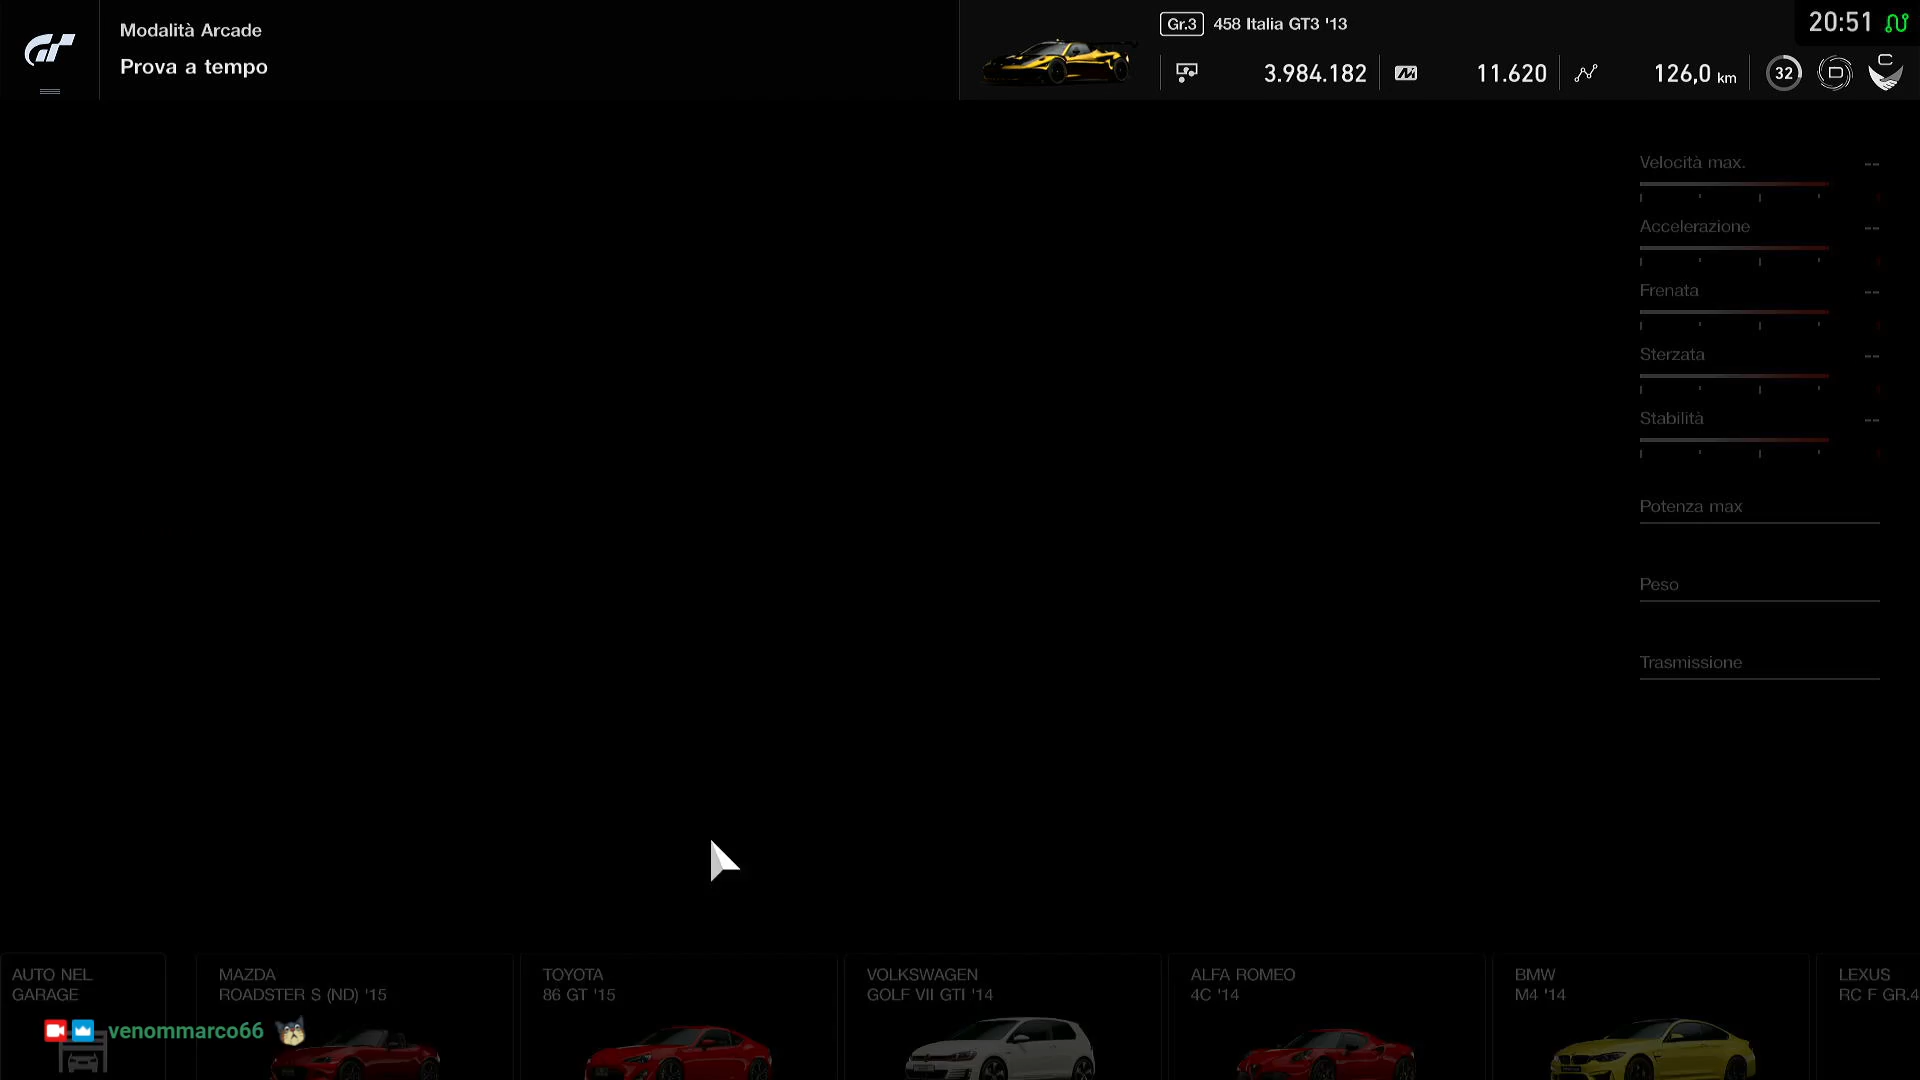 Modalità Arcade
Prova a tempo
Gr.3 458 Italia GT3 '13
20:51
3.984.182
11.620
126,0 km
32
D
C
Velocità max. --
Accelerazione --
Frenata --
Sterzata --
Stabilità --
Potenza max
Peso
Trasmissione
AUTO NEL
GARAGE
MAZDA
ROADSTER S (ND) '15
TOYOTA
86 GT '15
VOLKSWAGEN
GOLF VII GTI '14
ALFA ROMEO
4C '14
BMW
M4 '14
LEXUS
RC F GR.4
venommarco66